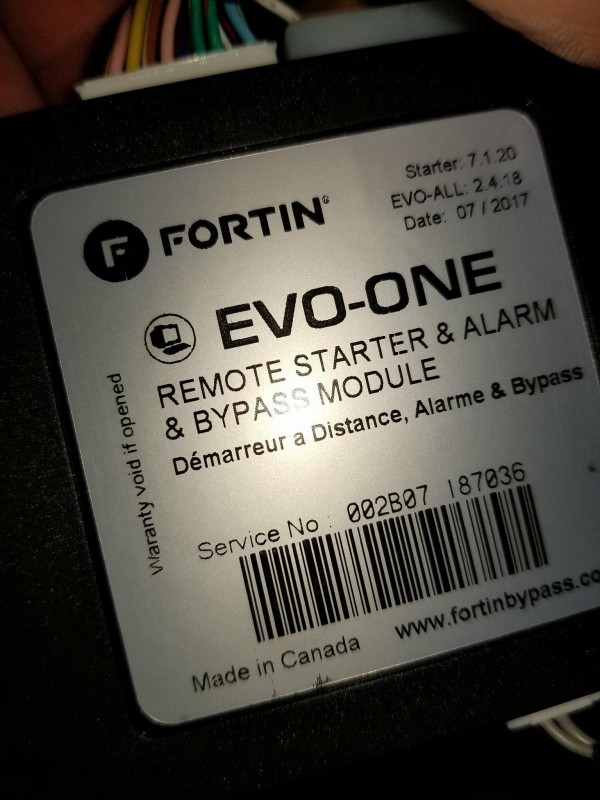 Starter: 7.1.20
EVO-ALL: 2.4.18
Date: 07 / 2017
F FORTIN®
EVO-ONE
REMOTE STARTER & ALARM
& BYPASS MODULE
Démarreur a Distance, Alarme & Bypass
Waranty void if opened
Service No : 002B07 187036
www.fortinbypass.co
Made in Canada